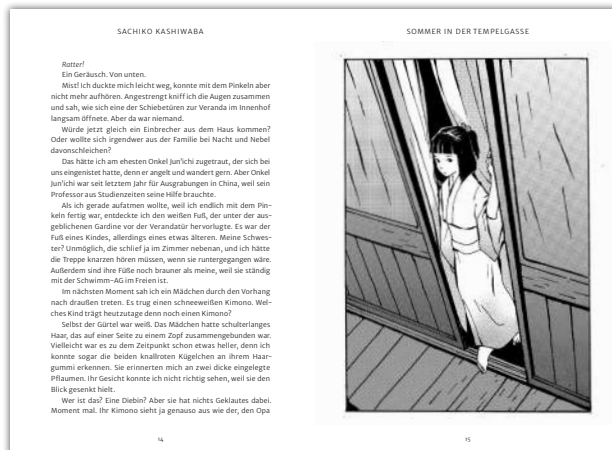 SACHIKO KASHIWABA
Ratter!
Ein Geräusch. Von unten.
Mist! Ich duckte mich leicht weg, konnte mit dem Pinkeln aber
nicht mehr aufhören. Angestrengt kniff ich die Augen zusammen
und sah, wie sich eine der Schiebetüren zur Veranda im Innenhof
langsam öffnete. Aber da war niemand.
Würde jetzt gleich ein Einbrecher aus dem Haus kommen?
Oder wollte sich irgendwer aus der Familie bei Nacht und Nebel
davonschleichen?
Das hätte ich am ehesten Onkel Jun'ichi zugetraut, der sich bei
uns eingenistet hatte, denn er angelt und wandert gern. Aber Onkel
Jun'ichi war seit letztem Jahr für Ausgrabungen in China, weil sein
Professor aus Studienzeiten seine Hilfe brauchte.
Als ich gerade aufatmen wollte, weil ich endlich mit dem Pin-
keln fertig war, entdeckte ich den weißen Fuß, der unter der aus-
geblichenen Gardine vor der Verandatür hervorlugte. Es war der
Fuß eines Kindes, allerdings eines etwas älteren. Meine Schwes-
ter? Unmöglich, die schlief ja im Zimmer nebenan, und ich hätte
die Treppe knarzen hören müssen, wenn sie runtergegangen wäre.
Außerdem sind ihre Füße noch brauner als meine, weil sie ständig
mit der Schwimm-AG im Freien ist.
Im nächsten Moment sah ich ein Mädchen durch den Vorhang
nach draußen treten. Es trug einen schneeweißen Kimono. Wel-
ches Kind trägt heutzutage denn noch einen Kimono?
Selbst der Gürtel war weiß. Das Mädchen hatte schulterlanges
Haar, das auf einer Seite zu einem Zopf zusammengebunden war.
Vielleicht war es zu dem Zeitpunkt schon etwas heller, denn ich
konnte sogar die beiden knallroten Kügelchen an ihrem Haar-
gummi erkennen. Sie erinnerten mich an zwei dicke eingelegte
Pflaumen. Ihr Gesicht konnte ich nicht richtig sehen, weil sie den
Blick gesenkt hielt.
Wer ist das? Eine Diebin? Aber sie hat nichts Geklautes dabei.
Moment mal. Ihr Kimono sieht ja genauso aus wie der, den Opa
14
SOMMER IN DER TEMPELGASSE
15